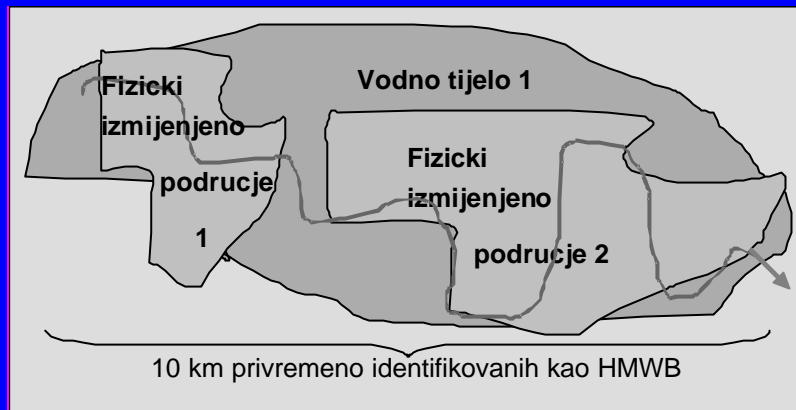 Vodno tijelo 1
Fizicki
izmijenjeno
podrucje
1
Fizicki
izmijenjeno
podrucje 2
10 km privremeno identifikovanih kao HMWB